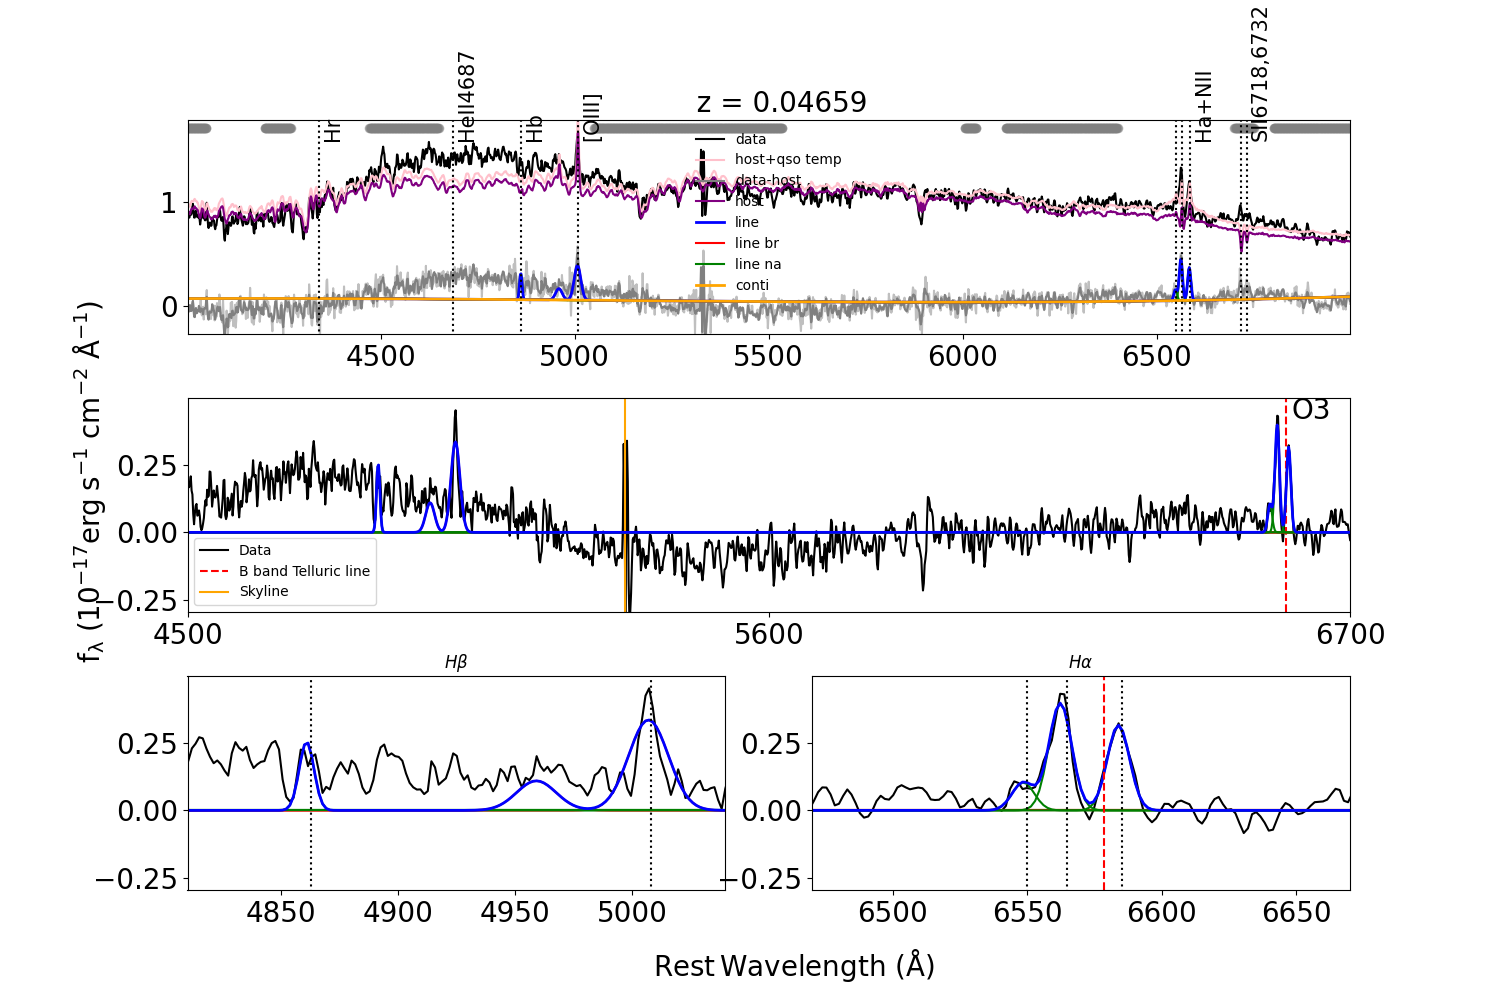 z = 0.04659
Hr
HeII4687
Hb
[OIII]
Ha+NII
SII6718,6732
data
host+qso temp
data-host
host
line
line br
line na
conti
1
0
4500
5000
5500
6000
6500
O3
0.25
0.00
−0.25
Data
B band Telluric line
Skyline
4500
5600
6700
fλ (10−17erg s−1 cm−2 Å−1)
Hβ
0.25
0.00
−0.25
4850
4900
4950
5000
Hα
0.25
0.00
−0.25
6500
6550
6600
6650
Rest Wavelength (Å)